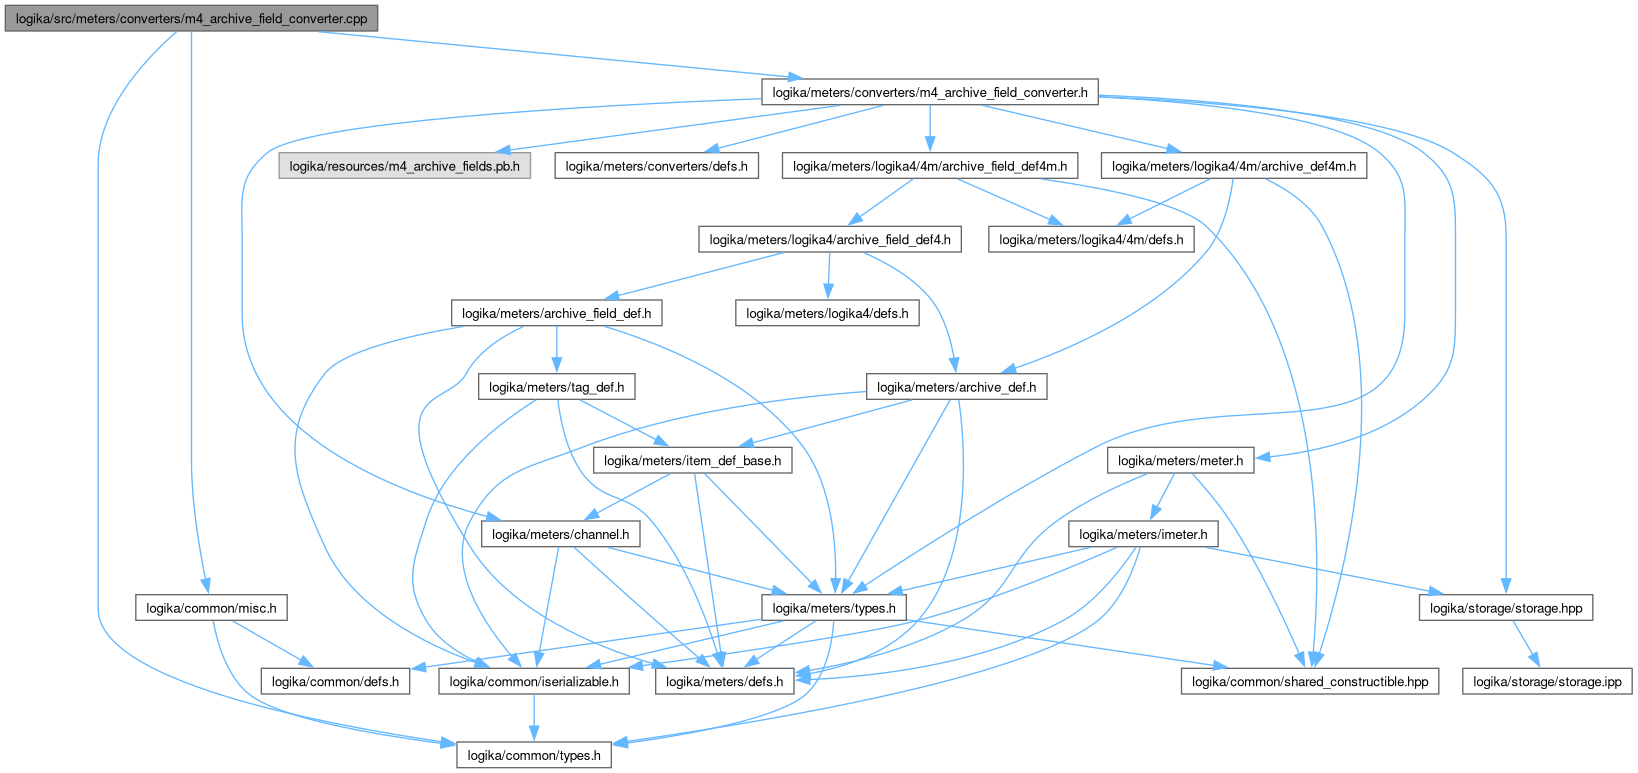 logika/src/meters/converters/m4_archive_field_converter.cpp
logika/meters/converters/m4_archive_field_converter.h
logika/resources/m4_archive_fields.pb.h
logika/meters/converters/defs.h
logika/meters/logika4/4m/archive_field_def4m.h
logika/meters/logika4/4m/archive_def4m.h
logika/meters/logika4/archive_field_def4.h
logika/meters/logika4/4m/defs.h
logika/meters/archive_field_def.h
logika/meters/logika4/defs.h
logika/meters/tag_def.h
logika/meters/archive_def.h
logika/meters/item_def_base.h
logika/meters/meter.h
logika/meters/channel.h
logika/meters/imeter.h
logika/common/misc.h
logika/meters/types.h
logika/storage/storage.hpp
logika/common/defs.h
logika/common/iserializable.h
logika/meters/defs.h
logika/common/shared_constructible.hpp
logika/storage/storage.ipp
logika/common/types.h